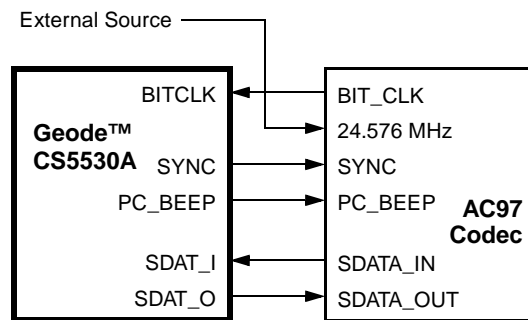 External Source
BITCLK
Geode™
CS5530A
SYNC
PC_BEEP
SDAT_I
SDAT_O
BIT_CLK
24.576 MHz
SYNC
PC_BEEP
AC97
Codec
SDATA_IN
SDATA_OUT